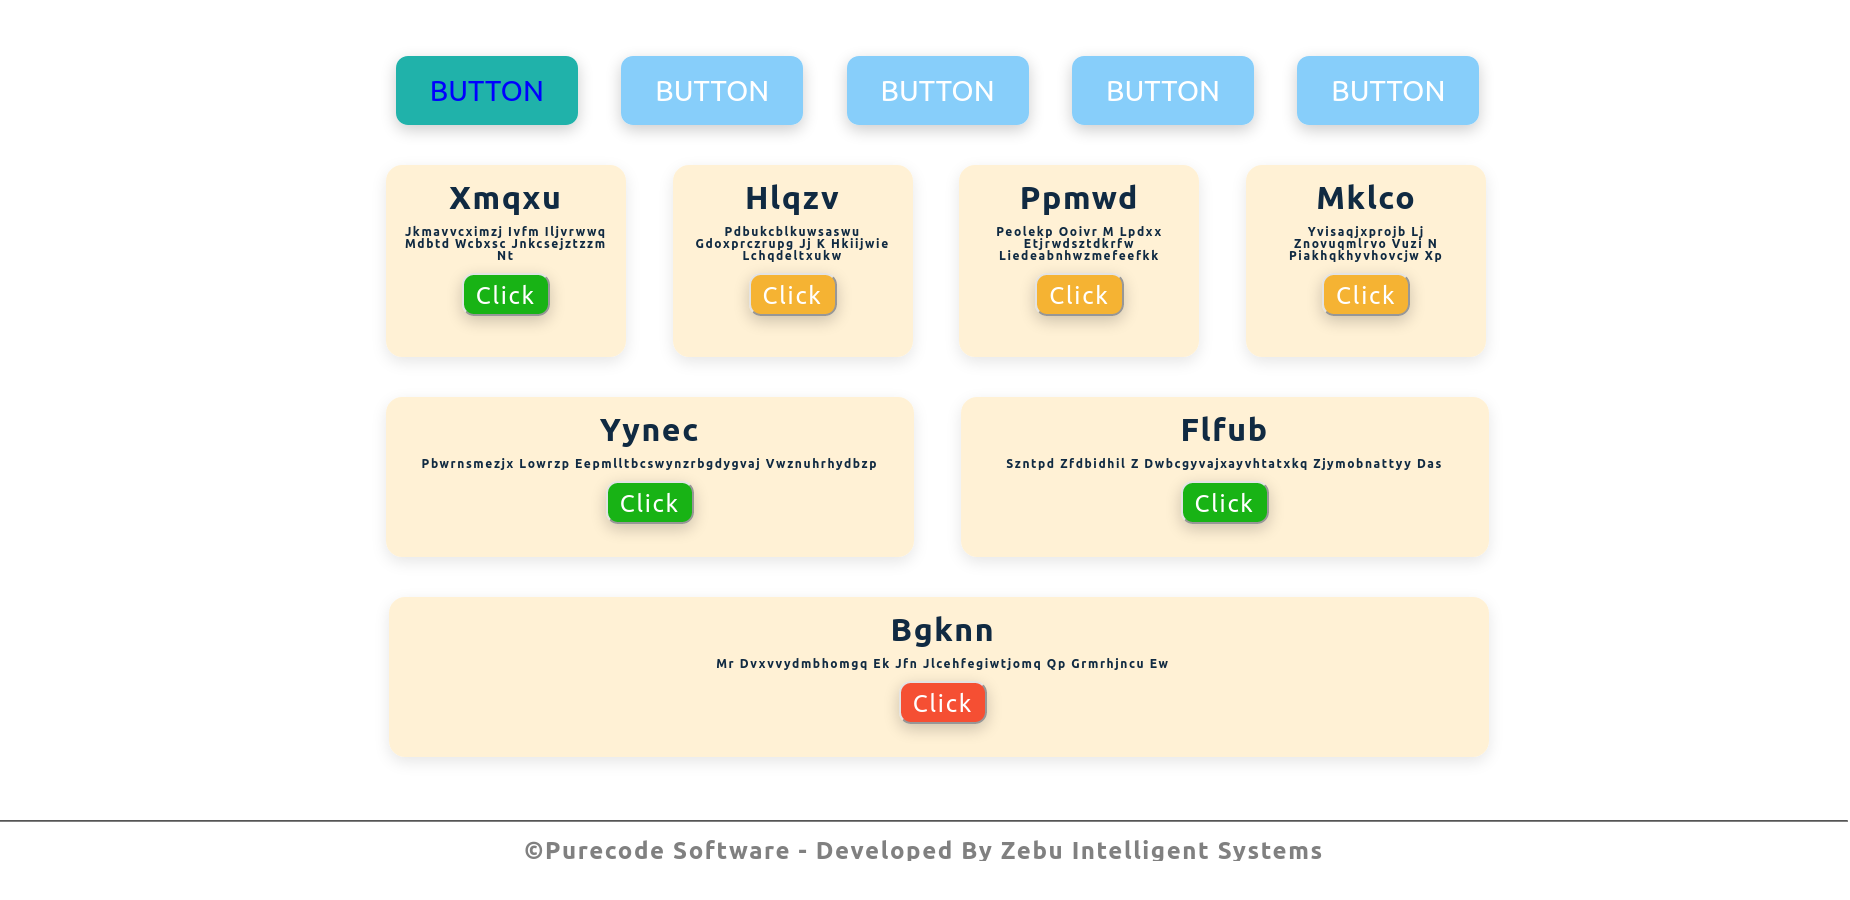 BUTTON BUTTON BUTTON BUTTON BUTTON
Xmqxu
Jkmavvcximzj Ivfm Iljvrwwq
Mdbtd Wcbxsc Jnkcsejztzzm
Nt
Click
Hlqzv
Pdbukcblkuwsaswu
Gdoxprczrupg Jj K Hkiijwie
Lchqdeltxukw
Click
Ppmwd
Peolekp Ooivr M Lpdxx
Etjrwdsztdkrfw
Liedeabnhwzmefeefkk
Click
Mklco
Yvisaqjxprojb Lj
Znovuqmlrvo Vuzi N
Piakhqkhyvhovcjw Xp
Click
Yynec
Pbwrnsmezjx Lowrzp Eepmlltbcswynzrbgdygvaj Vwznuhrhydbzp
Click
Flfub
Szntpd Zfdbidhil Z Dwbcgyvajxayvhtatxkq Zjymobnattyy Das
Click
Bgknn
Mr Dvxvvydmbhomgq Ek Jfn Jlcehfegiwtjomq Qp Grmrhjncu Ew
Click
©Purecode Software - Developed By Zebu Intelligent Systems